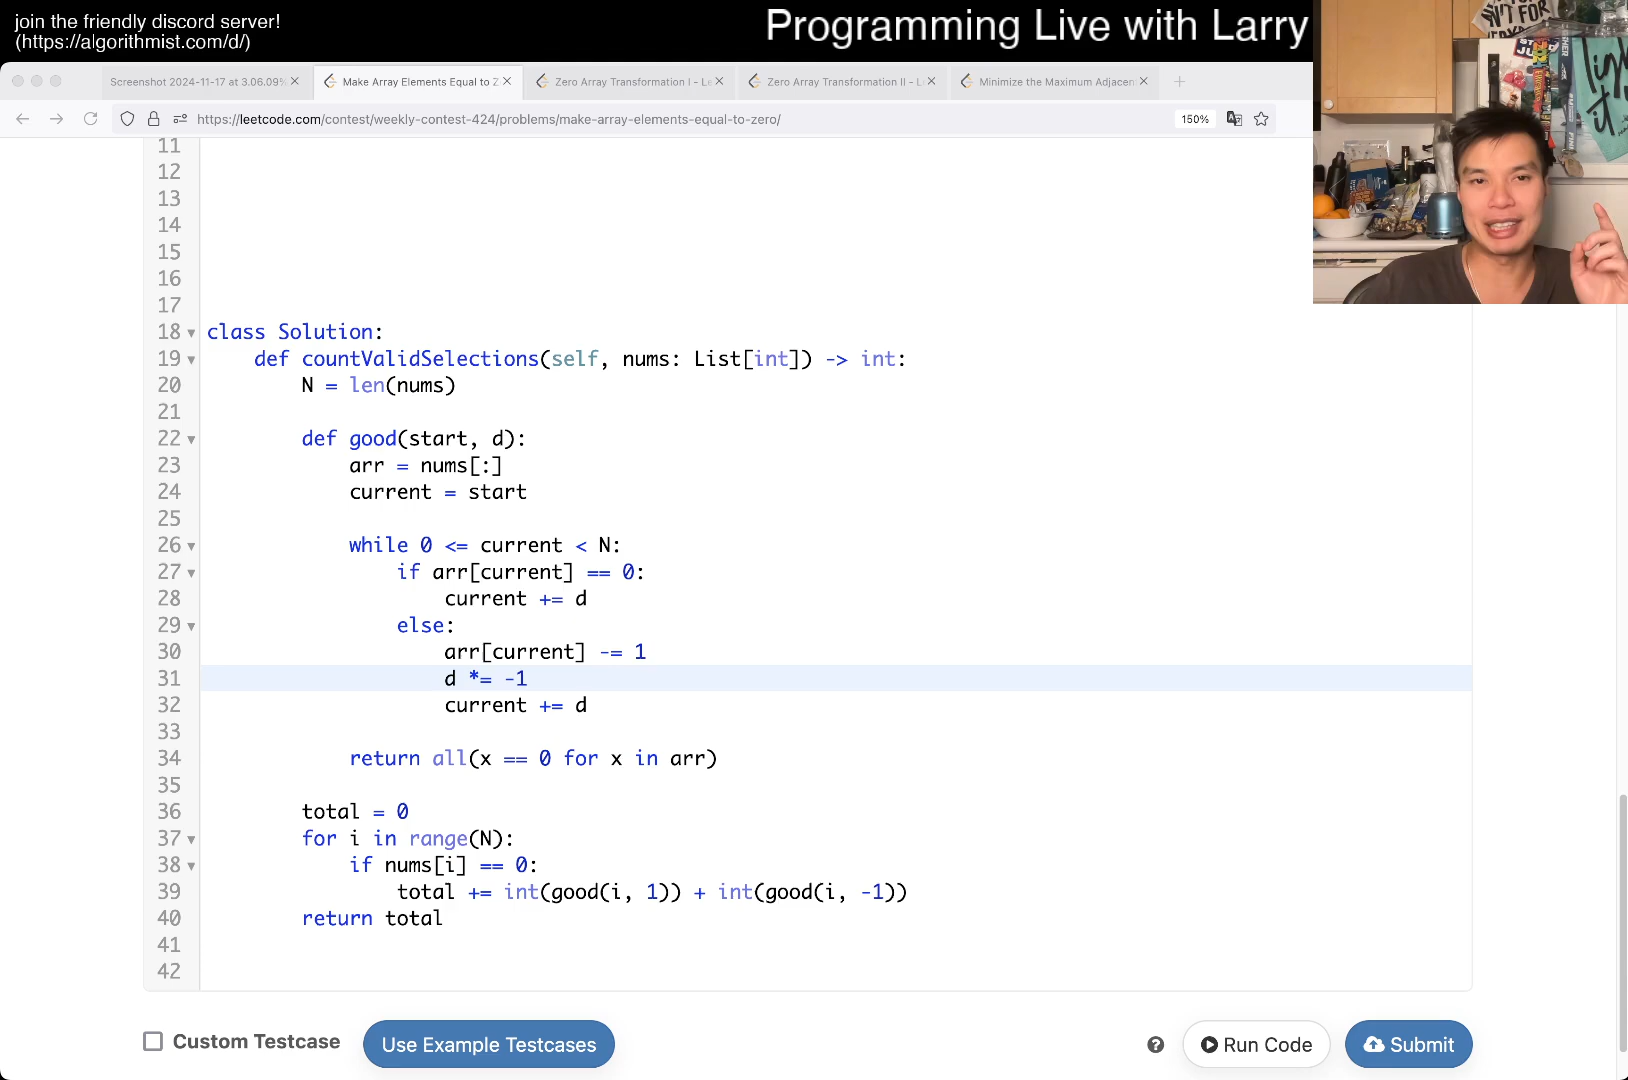 join the friendly discord server!
(https://algorithmist.com/d/)
Programming Live with Larry
Screenshot 2024-11-17 at 3.06.09
Make Array Elements Equal to Z
Zero Array Transformation I - Le
Zero Array Transformation II - L
Minimize the Maximum Adjacen
https://leetcode.com/contest/weekly-contest-424/problems/make-array-elements-equal-to-zero/
150%
11
12
13
14
15
16
17
18 class Solution:
19 def countValidSelections(self, nums: List[int]) -> int:
20 N = len(nums)
21
22 def good(start, d):
23 arr = nums[:]
24 current = start
25
26 while 0 <= current < N:
27 if arr[current] == 0:
28 current += d
29 else:
30 arr[current] -= 1
31 d *= -1
32 current += d
33
34 return all(x == 0 for x in arr)
35
36 total = 0
37 for i in range(N):
38 if nums[i] == 0:
39 total += int(good(i, 1)) + int(good(i, -1))
40 return total
41
42
Custom Testcase
Use Example Testcases
Run Code
Submit